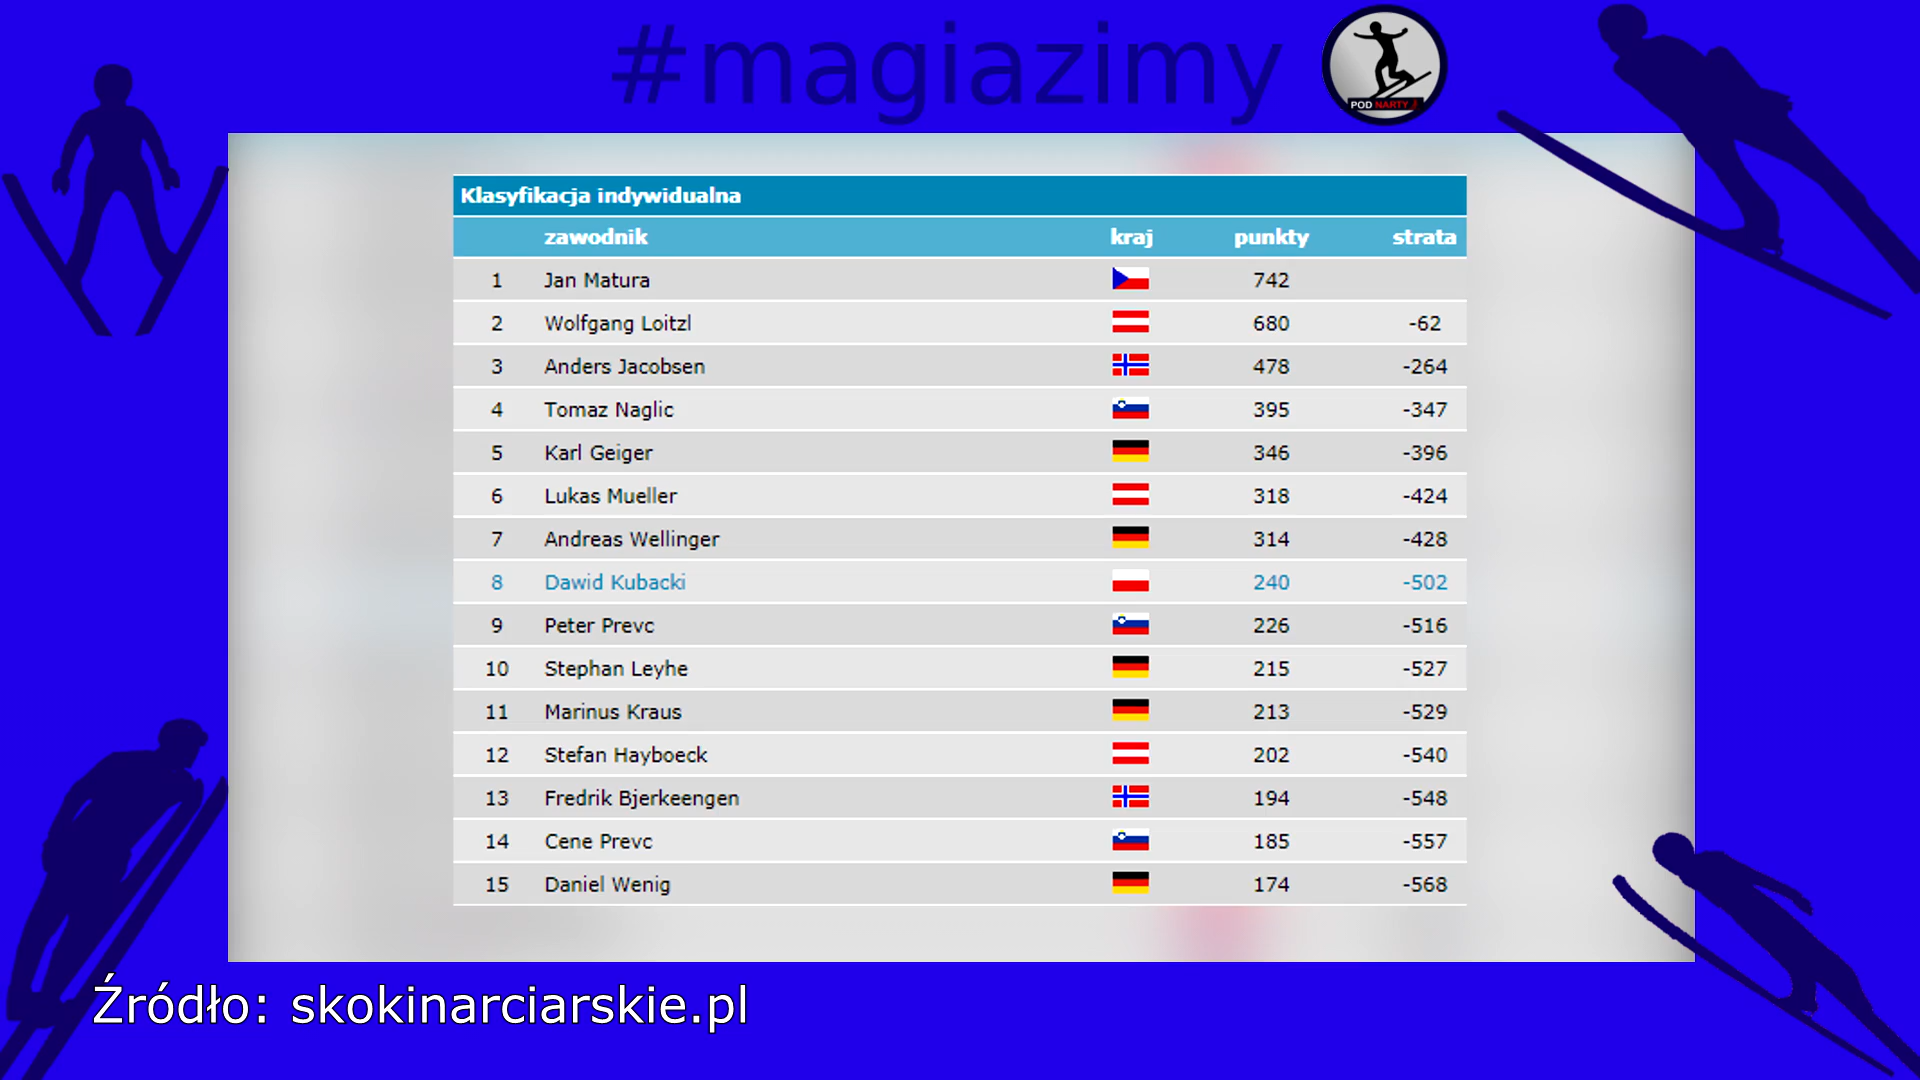 #magiazimy
POD NARTY
Klasyfikacja indywidualna
zawodnik kraj punkty strata
1 Jan Matura 742
2 Wolfgang Loitzl 680 -62
3 Anders Jacobsen 478 -264
4 Tomaz Naglic 395 -347
5 Karl Geiger 346 -396
6 Lukas Mueller 318 -424
7 Andreas Wellinger 314 -428
8 Dawid Kubacki 240 -502
9 Peter Prevc 226 -516
10 Stephan Leyhe 215 -527
11 Marinus Kraus 213 -529
12 Stefan Hayboeck 202 -540
13 Fredrik Bjerkeengen 194 -548
14 Cene Prevc 185 -557
15 Daniel Wenig 174 -568
Źródło: skokinarciarskie.pl